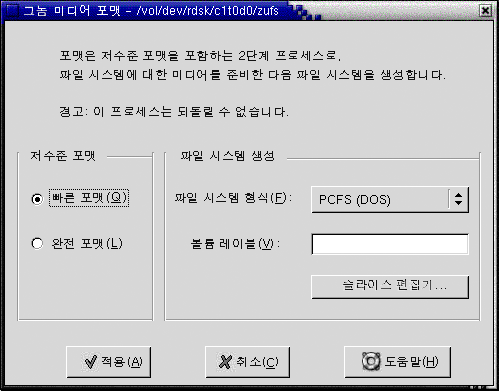 그놈 미디어 포맷 - /vol/dev/rdsk/c1t0d0/zufs
포맷은 저수준 포맷을 포함하는 2단계 프로세스로,
파일 시스템에 대한 미디어를 준비한 다음 파일 시스템을 생성합니다.
경고: 이 프로세스는 되돌릴 수 없습니다.
저수준 포맷
빠른 포맷(Q)
완전 포맷(L)
파일 시스템 생성
파일 시스템 형식(F): PCFS (DOS)
볼륨 레이블(V):
슬라이스 편집기...
적용(A) 취소(C) 도움말(H)